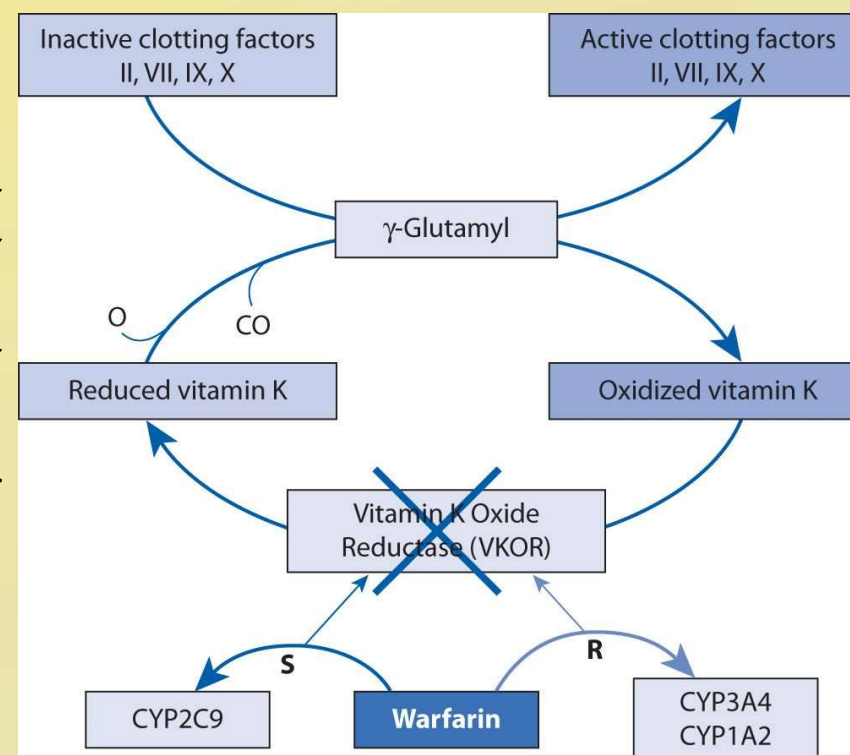 Inactive clotting factors
II, VII, IX, X
Active clotting factors
II, VII, IX, X
γ-Glutamyl
O
CO
Reduced vitamin K
Oxidized vitamin K
Vitamin K Oxide
Reductase (VKOR)
S
R
CYP2C9
Warfarin
CYP3A4
CYP1A2